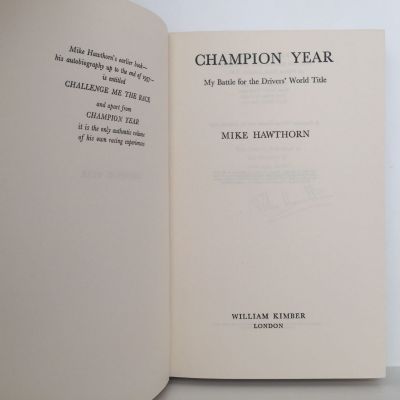 Mike Hawthorn's earlier book—
his autobiography up to the end of 1957—
is entitled
CHALLENGE ME THE RACE
and apart from
CHAMPION YEAR
it is the only authentic volume
of his own racing experiences
CHAMPION YEAR
My Battle for the Drivers' World Title
MIKE HAWTHORN
WILLIAM KIMBER
LONDON